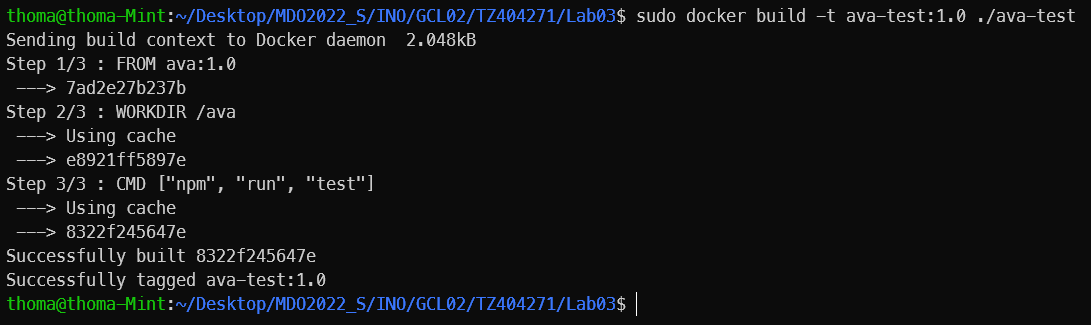 thoma@thoma-Mint:~/Desktop/MDO2022_S/INO/GCL02/TZ404271/Lab03$ sudo docker build -t ava-test:1.0 ./ava-test
Sending build context to Docker daemon  2.048kB
Step 1/3 : FROM ava:1.0
 ---> 7ad2e27b237b
Step 2/3 : WORKDIR /ava
 ---> Using cache
 ---> e8921ff5897e
Step 3/3 : CMD ["npm", "run", "test"]
 ---> Using cache
 ---> 8322f245647e
Successfully built 8322f245647e
Successfully tagged ava-test:1.0
thoma@thoma-Mint:~/Desktop/MDO2022_S/INO/GCL02/TZ404271/Lab03$